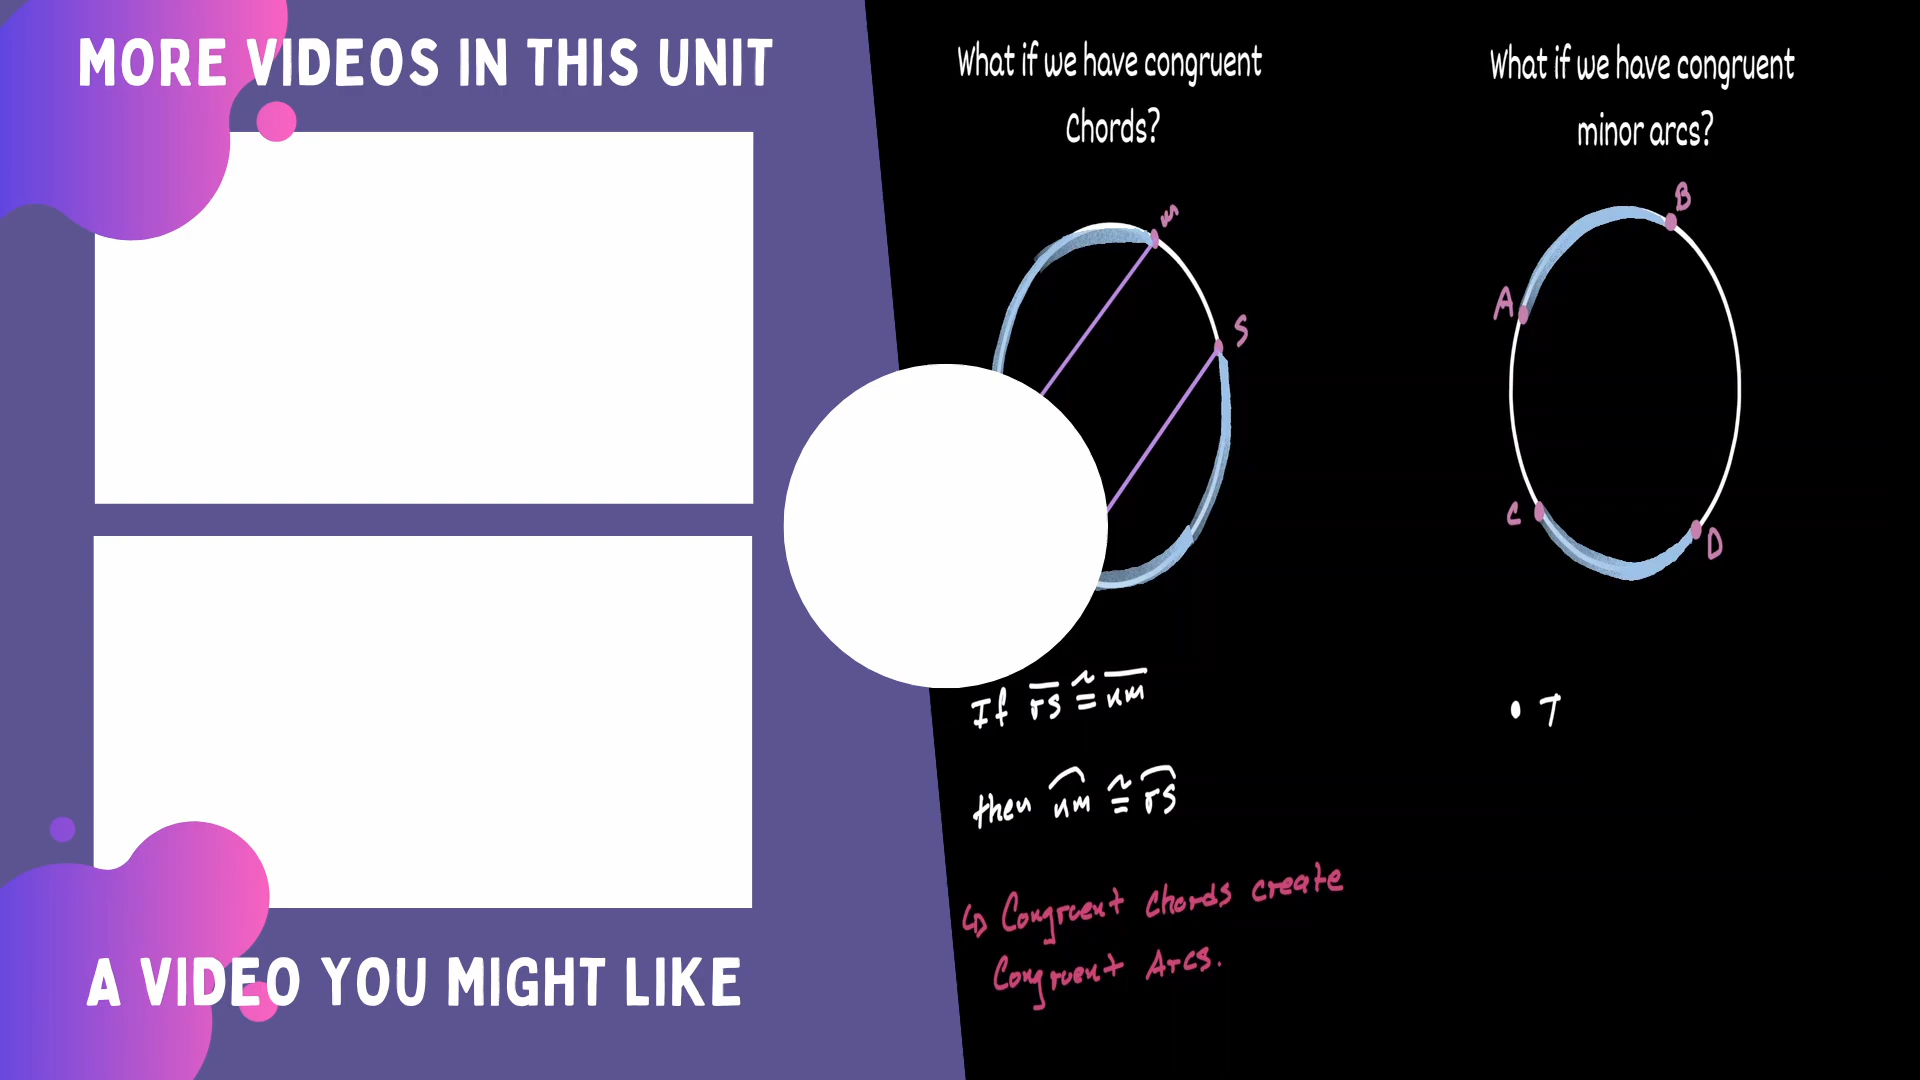 MORE VIDEOS IN THIS UNIT
A VIDEO YOU MIGHT LIKE
What if we have congruent
Chords?
m
S
If rs ≅ nm
then nm ≅ rs
↳ Congruent chords create
Congruent Arcs.
What if we have congruent
minor arcs?
B
A
C
D
• T